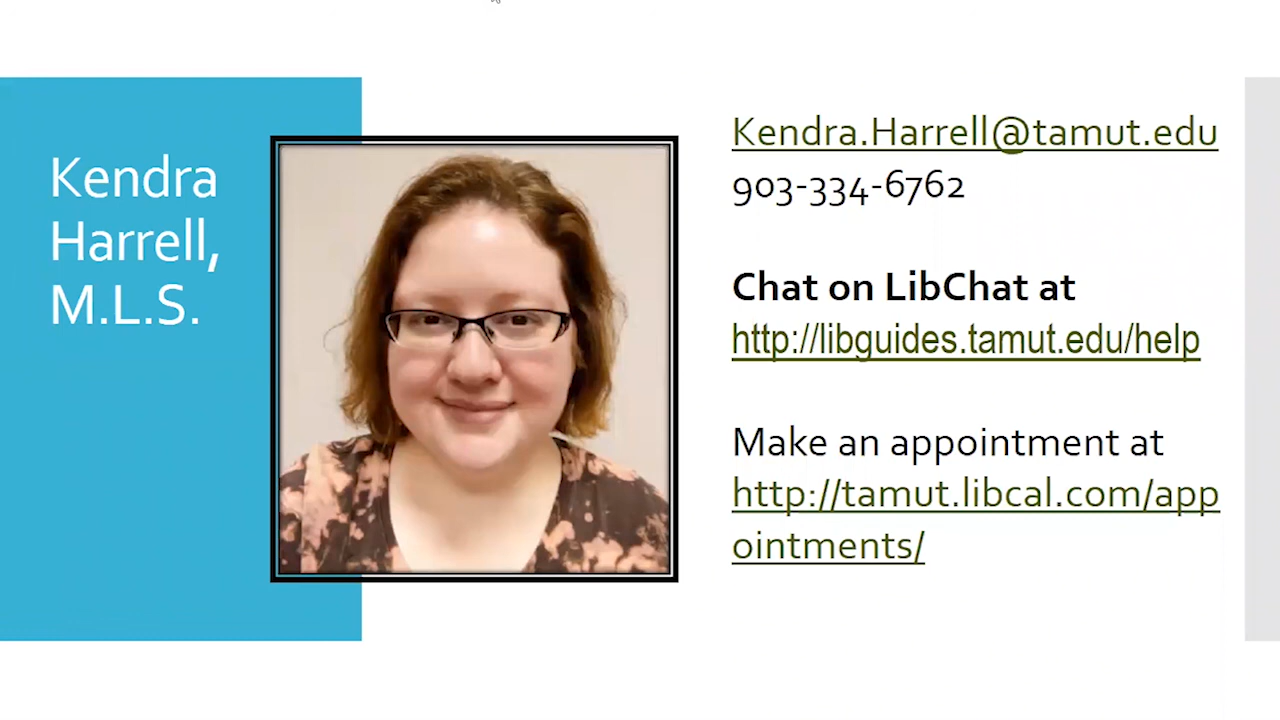 Kendra
Harrell,
M.L.S.
Kendra.Harrell@tamut.edu
903-334-6762
Chat on LibChat at
http://libguides.tamut.edu/help
Make an appointment at
http://tamut.libcal.com/app
ointments/